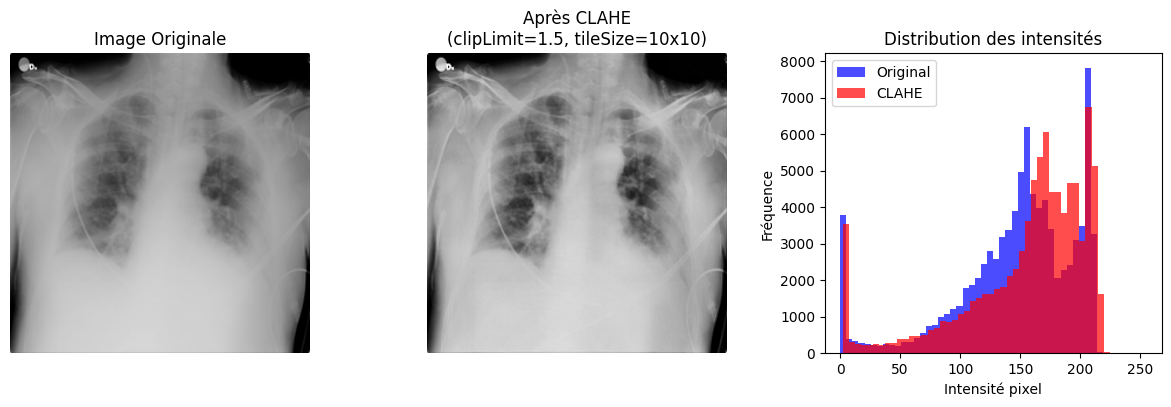 Image Originale
Après CLAHE
(clipLimit=1.5, tileSize=10x10)
Distribution des intensités
Original
CLAHE
Fréquence
8000
7000
6000
5000
4000
3000
2000
1000
0
0 50 100 150 200 250
Intensité pixel